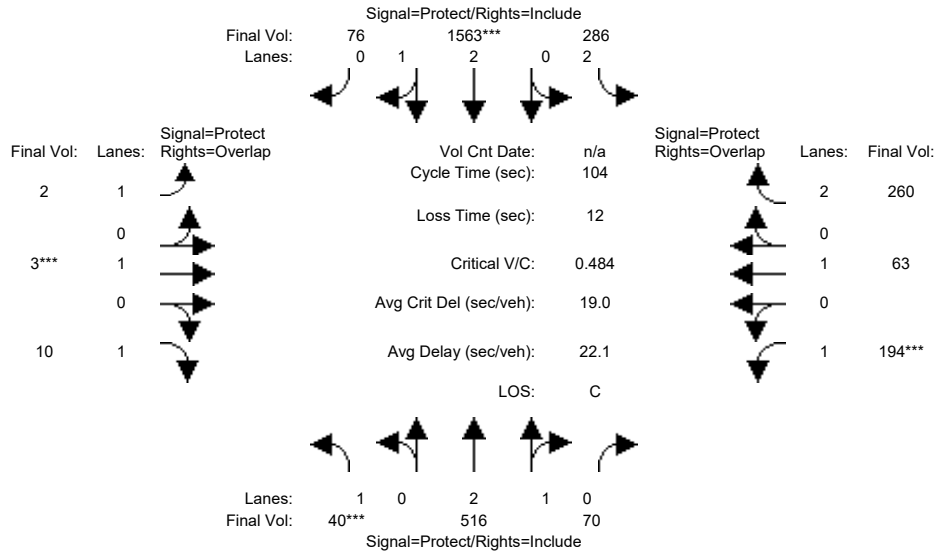 Signal=Protect/Rights=Include
Final Vol: 76 1563*** 286
Lanes: 0 1 2 0 2
Signal=Protect
Final Vol: Lanes: Rights=Overlap
Vol Cnt Date: n/a
Signal=Protect
Rights=Overlap Lanes: Final Vol:
Cycle Time (sec): 104
2 1
2 260
Loss Time (sec): 12
0
0
3*** 1
Critical V/C: 0.484
1 63
0
Avg Crit Del (sec/veh): 19.0
0
10 1
Avg Delay (sec/veh): 22.1
1 194***
LOS: C
Lanes: 1 0 2 1 0
Final Vol: 40*** 516 70
Signal=Protect/Rights=Include